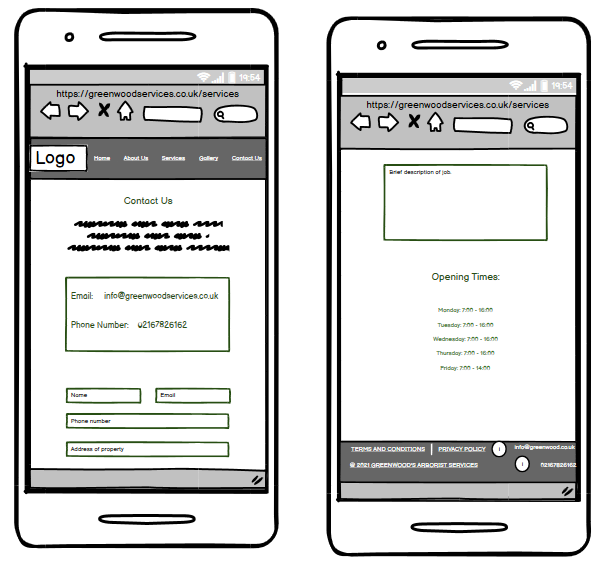 19:54
https://greenwoodservices.co.uk/services
Logo Home About Us Services Gallery Contact Us
Contact Us
Email: info@greenwoodservices.co.uk
Phone Number: 02167826162
Name Email
Phone number
Address of property
19:54
https://greenwoodservices.co.uk/services
Brief description of job.
Opening Times:
Monday: 7:00 - 16:00
Tuesday: 7:00 - 16:00
Wednesday: 7:00 - 16:00
Thursday: 7:00 - 16:00
Friday: 7:00 - 14:00
TERMS AND CONDITIONS PRIVACY POLICY i info@greenwood.co.uk
© 2021 GREENWOOD'S ARBORIST SERVICES i 02167826162